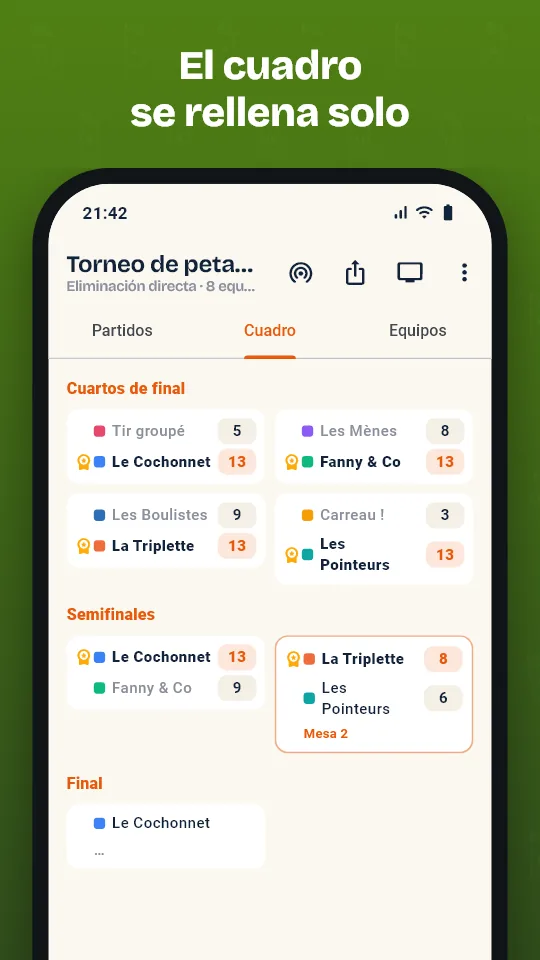 El cuadro
se rellena solo
21:42
Torneo de peta...
Eliminación directa · 8 equ...
Partidos
Cuadro
Equipos
Cuartos de final
Tir groupé 5
Le Cochonnet 13
Les Mènes 8
Fanny & Co 13
Les Boulistes 9
La Triplette 13
Carreau ! 3
Les
Pointeurs 13
Semifinales
Le Cochonnet 13
Fanny & Co 9
La Triplette 8
Les
Pointeurs 6
Mesa 2
Final
Le Cochonnet
...